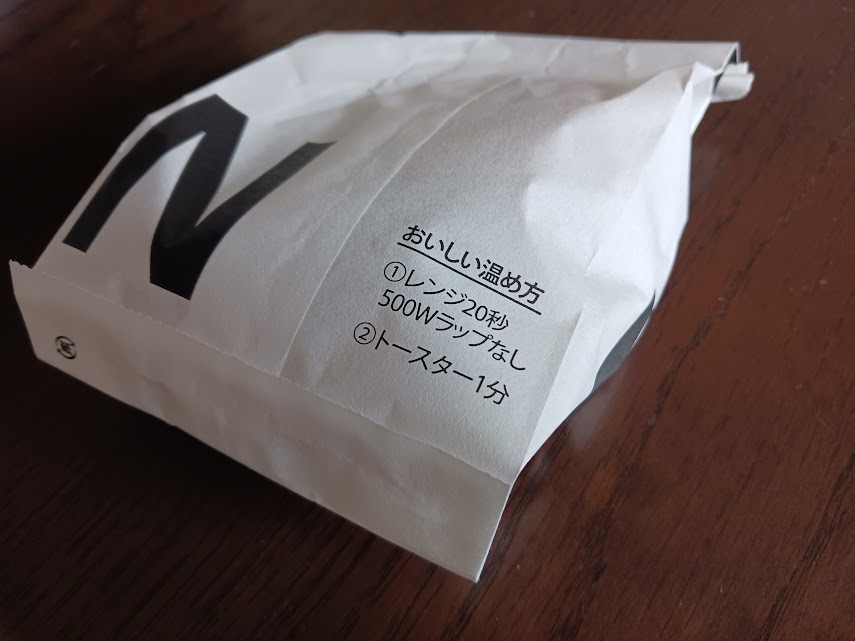 N
おいしい温め方
①レンジ20秒
500Wラップなし
②トースター1分
紙